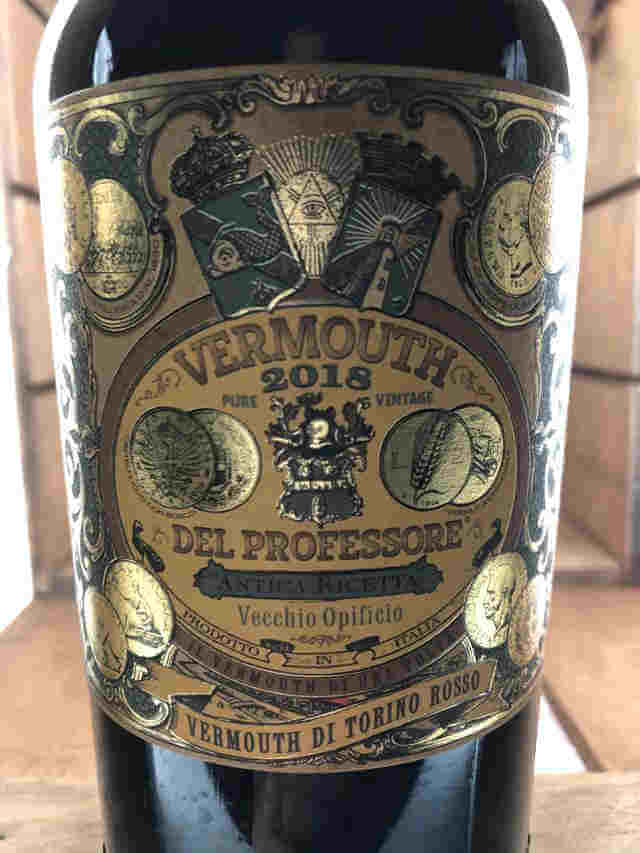 VERMOUTH
2018
PURE VINTAGE
DEL PROFESSORE
ANTICA RICETTA
Vecchio Opificio
PRODOTTO IN ITALIA
VERMOUTH DI TORINO ROSSO